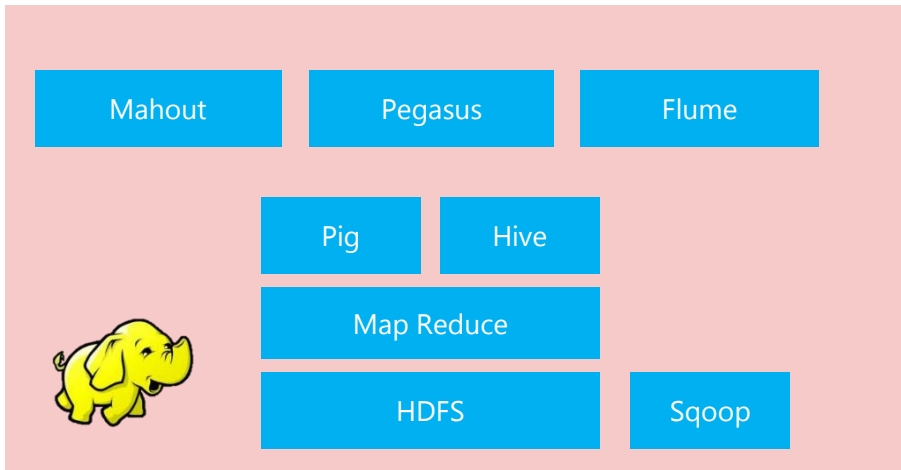 Mahout
Pegasus
Flume
Pig
Hive
Map Reduce
HDFS
Sqoop